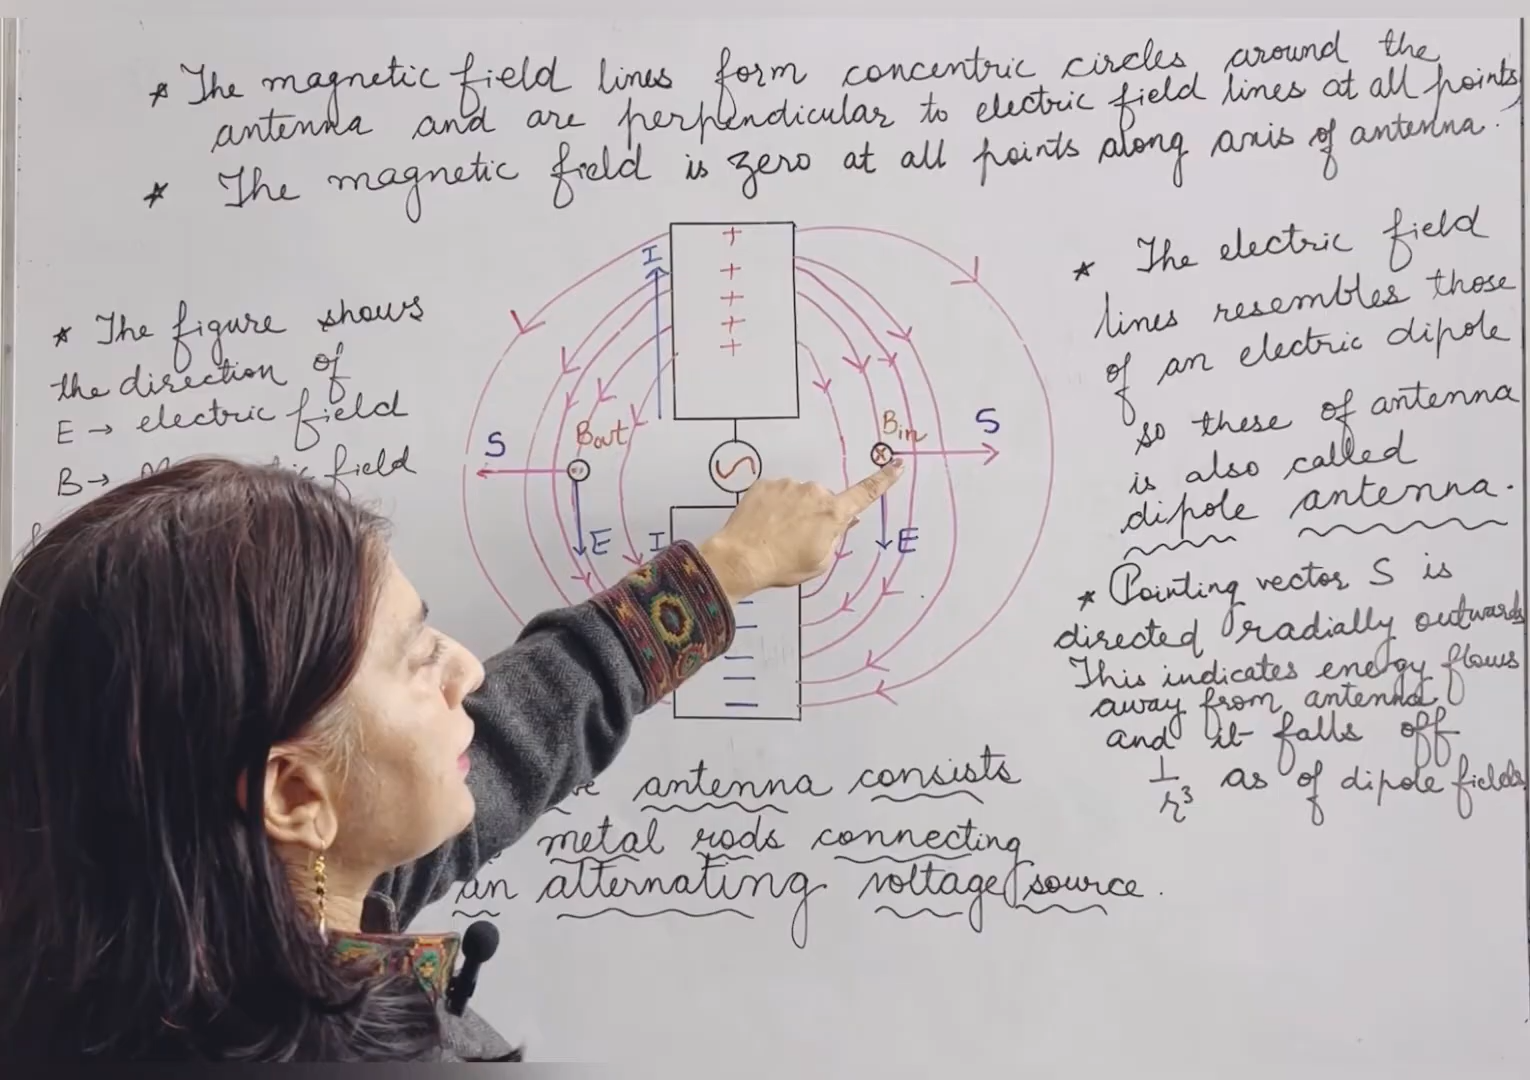 * The magnetic field lines form concentric circles around the
antenna and are perpendicular to electric field lines at all points,
* The magnetic field is zero at all points along axis of antenna.
* The figure shows
the direction of
E → electric field
B → field
I
+
+
+
+
+
S
Bout
E
I
Bin
S
E
* The electric field
lines resembles those
of an electric dipole
so these of antenna
is also called
dipole antenna.
* Pointing vector S is
directed radially outwards
This indicates energy flows
away from antenna
and it falls off
1/r³ as of dipole fields
antenna consists
metal rods connecting
an alternating voltage source.